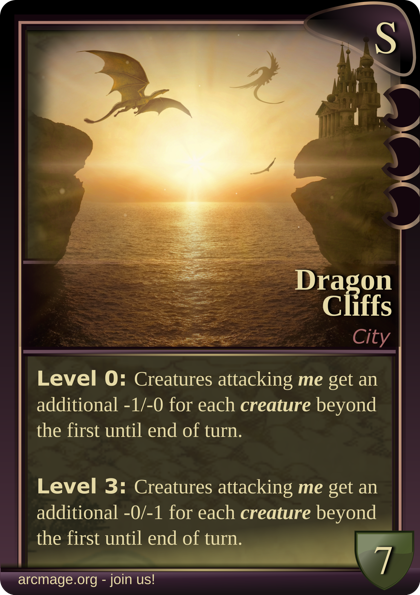 S
Dragon
Cliffs
City
Level 0: Creatures attacking me get an
additional -1/-0 for each creature beyond
the first until end of turn.
Level 3: Creatures attacking me get an
additional -0/-1 for each creature beyond
the first until end of turn.
7
arcmage.org - join us!